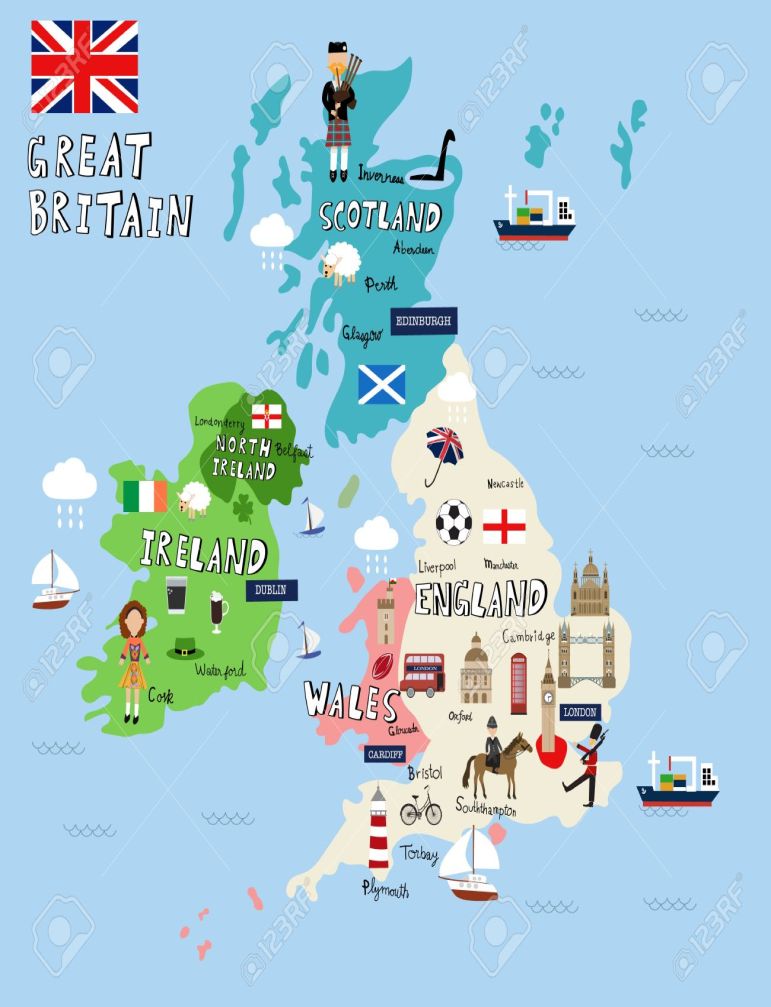 GREAT
BRITAIN
Inverness
SCOTLAND
Aberdeen
Perth
EDINBURGH
Glasgow
Londonderry
NORTH
IRELAND
Belfast
Newcastle
IRELAND
DUBLIN
Liverpool
Manchester
ENGLAND
Cambridge
LONDON
Waterford
Cork
WALES
Oxford
LONDON
Gloucester
CARDIFF
Bristol
Southampton
Torbay
Plymouth
123RF